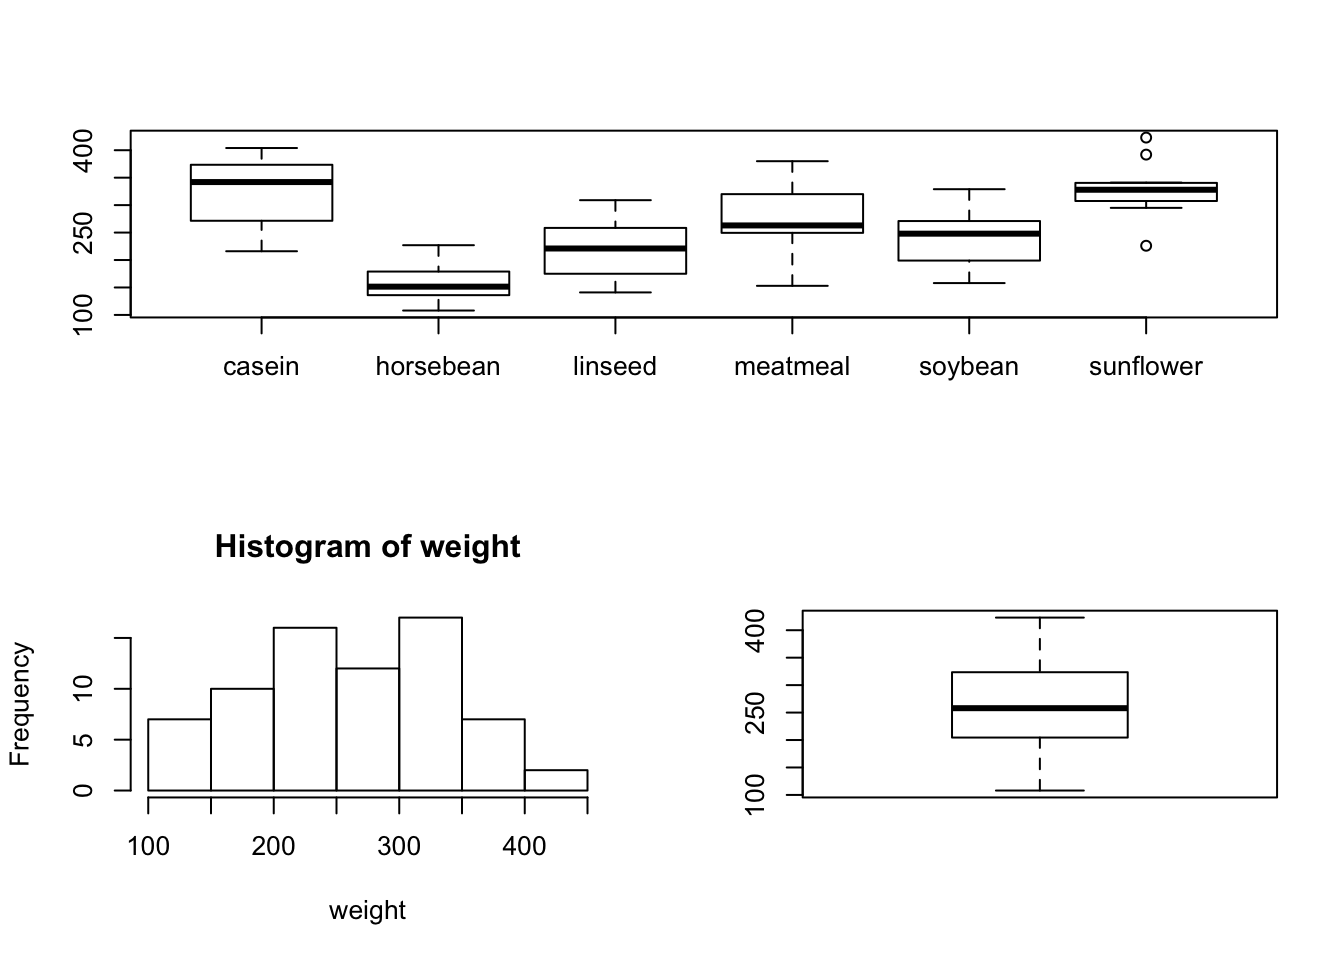 400
250
100
casein horsebean linseed meatmeal soybean sunflower
Histogram of weight
Frequency
10
5
0
100 200 300 400
weight
400
250
100